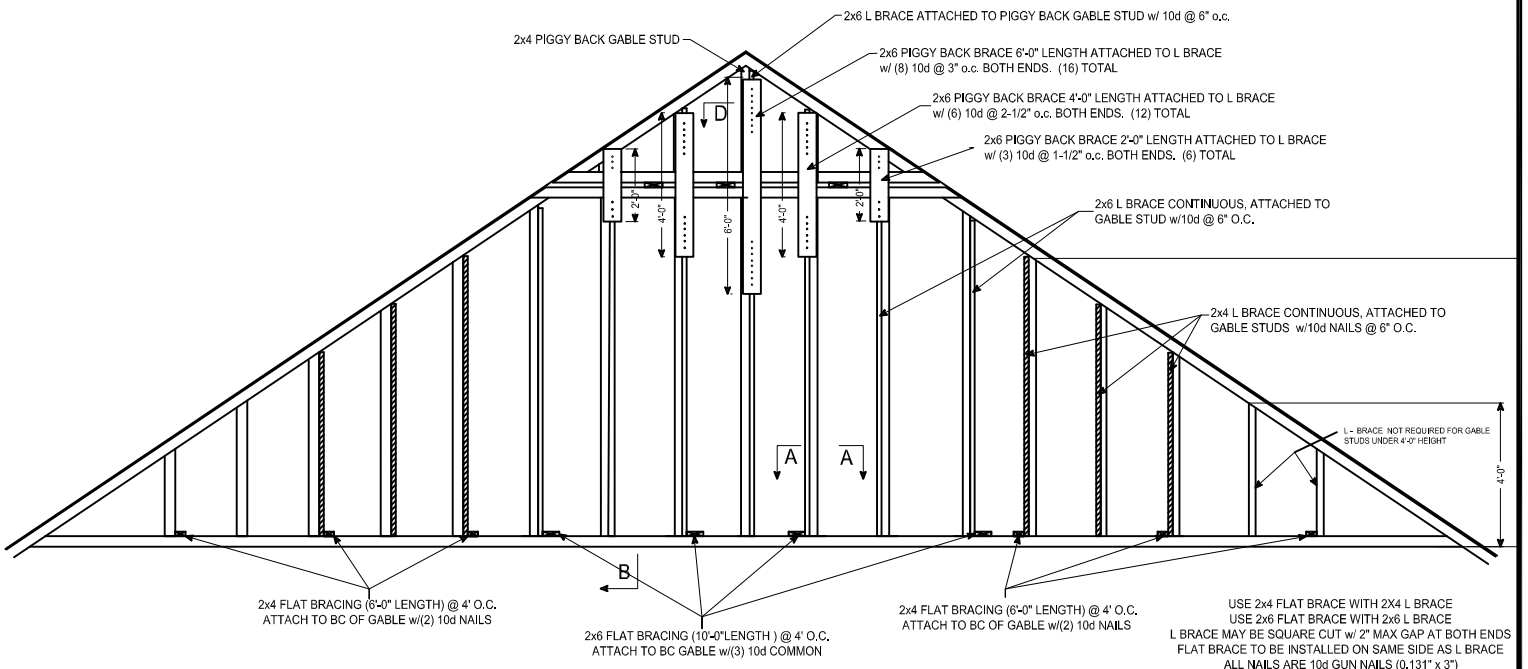 2x6 L BRACE ATTACHED TO PIGGY BACK GABLE STUD w/ 10d @ 6" o.c.
2x4 PIGGY BACK GABLE STUD
2x6 PIGGY BACK BRACE 6'-0" LENGTH ATTACHED TO L BRACE
w/ (8) 10d @ 3" o.c. BOTH ENDS. (16) TOTAL
2x6 PIGGY BACK BRACE 4'-0" LENGTH ATTACHED TO L BRACE
w/ (6) 10d @ 2-1/2" o.c. BOTH ENDS. (12) TOTAL
D
2x6 PIGGY BACK BRACE 2'-0" LENGTH ATTACHED TO L BRACE
w/ (3) 10d @ 1-1/2" o.c. BOTH ENDS. (6) TOTAL
2'-0"
4'-0"
6'-0"
4'-0"
2'-0"
2x6 L BRACE CONTINUOUS, ATTACHED TO
GABLE STUD w/10d @ 6" O.C.
2x4 L BRACE CONTINUOUS, ATTACHED TO
GABLE STUDS w/10d NAILS @ 6" O.C.
L - BRACE NOT REQUIRED FOR GABLE
STUDS UNDER 4'-0" HEIGHT
4'-0"
A
A
B
2x4 FLAT BRACING (6'-0" LENGTH) @ 4' O.C.
ATTACH TO BC OF GABLE w/(2) 10d NAILS
2x6 FLAT BRACING (10'-0"LENGTH ) @ 4' O.C.
ATTACH TO BC GABLE w/(3) 10d COMMON
2x4 FLAT BRACING (6'-0" LENGTH) @ 4' O.C.
ATTACH TO BC OF GABLE w/(2) 10d NAILS
USE 2x4 FLAT BRACE WITH 2X4 L BRACE
USE 2x6 FLAT BRACE WITH 2x6 L BRACE
L BRACE MAY BE SQUARE CUT w/ 2" MAX GAP AT BOTH ENDS
FLAT BRACE TO BE INSTALLED ON SAME SIDE AS L BRACE
ALL NAILS ARE 10d GUN NAILS (0.131" x 3")